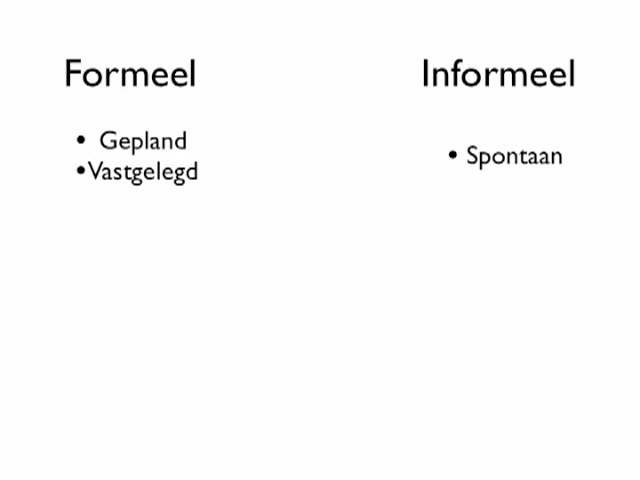 Formeel
• Gepland
•Vastgelegd
Informeel
• Spontaan